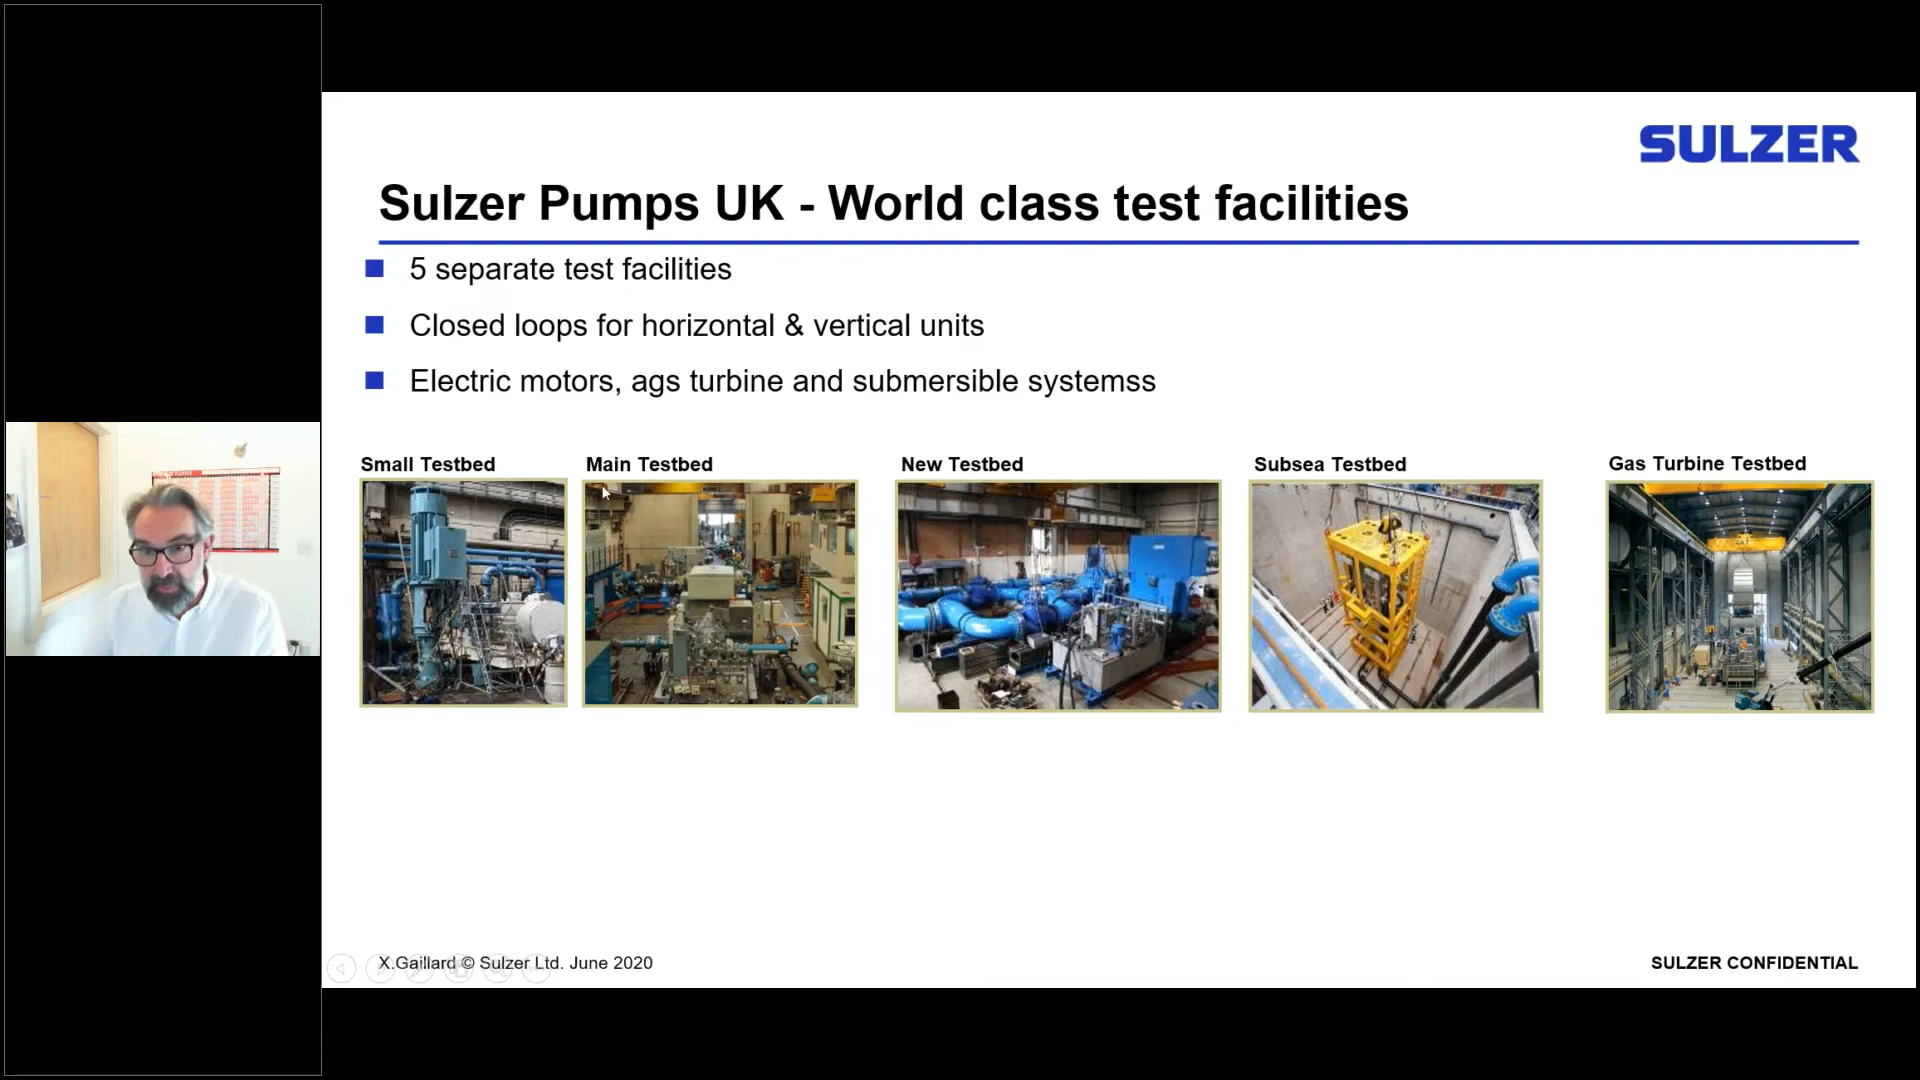 SULZER
Sulzer Pumps UK - World class test facilities
5 separate test facilities
Closed loops for horizontal & vertical units
Electric motors, ags turbine and submersible systemss
Small Testbed
Main Testbed
New Testbed
Subsea Testbed
Gas Turbine Testbed
X.Gaillard © Sulzer Ltd. June 2020
SULZER CONFIDENTIAL